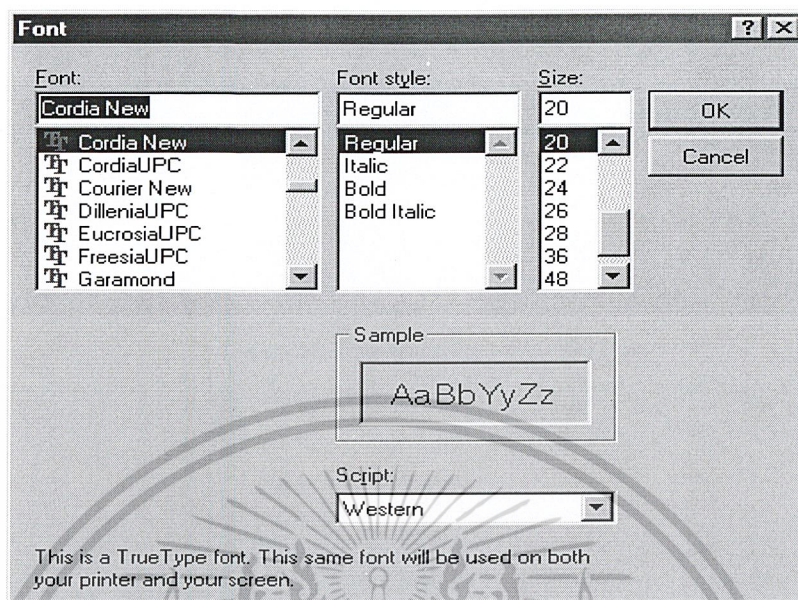 Font
Font:
Cordia New
Cordia New
CordiaUPC
Courier New
DilleniaUPC
EucrosiaUPC
FreesiaUPC
Garamond
Font style:
Regular
Regular
Italic
Bold
Bold Italic
Size:
20
20
22
24
26
28
36
48
OK
Cancel
Sample
AaBbYyZz
Script:
Western
This is a TrueType font. This same font will be used on both
your printer and your screen.